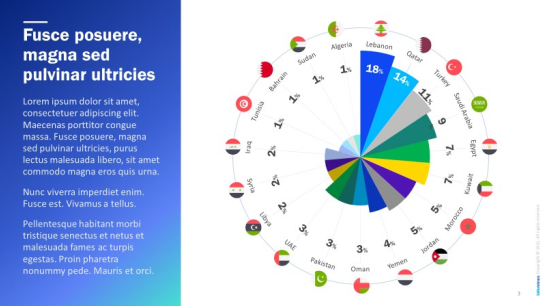 Fusce posuere,
magna sed
pulvinar ultricies
Lorem ipsum dolor sit amet,
consectetuer adipiscing elit.
Maecenas porttitor congue
massa. Fusce posuere, magna
sed pulvinar ultricies, purus
lectus malesuada libero, sit amet
commodo magna eros quis urna.
Nunc viverra imperdiet enim.
Fusce est. Vivamus a tellus.
Pellentesque habitant morbi
tristique senectus et netus et
malesuada fames ac turpis
egestas. Proin pharetra
nonummy pede. Mauris et orci.
Lebanon
18%
Qatar
14%
Turkey
11%
Saudi Arabia
9
Egypt
7%
Kuwait
7%
Morocco
5%
Jordan
5%
Yemen
4%
Oman
3%
Pakistan
3%
UAE
3%
Libya
2%
Syria
2%
Iraq
2%
Tunisia
1%
Bahrain
1%
Sudan
1%
Algeria
1%
3